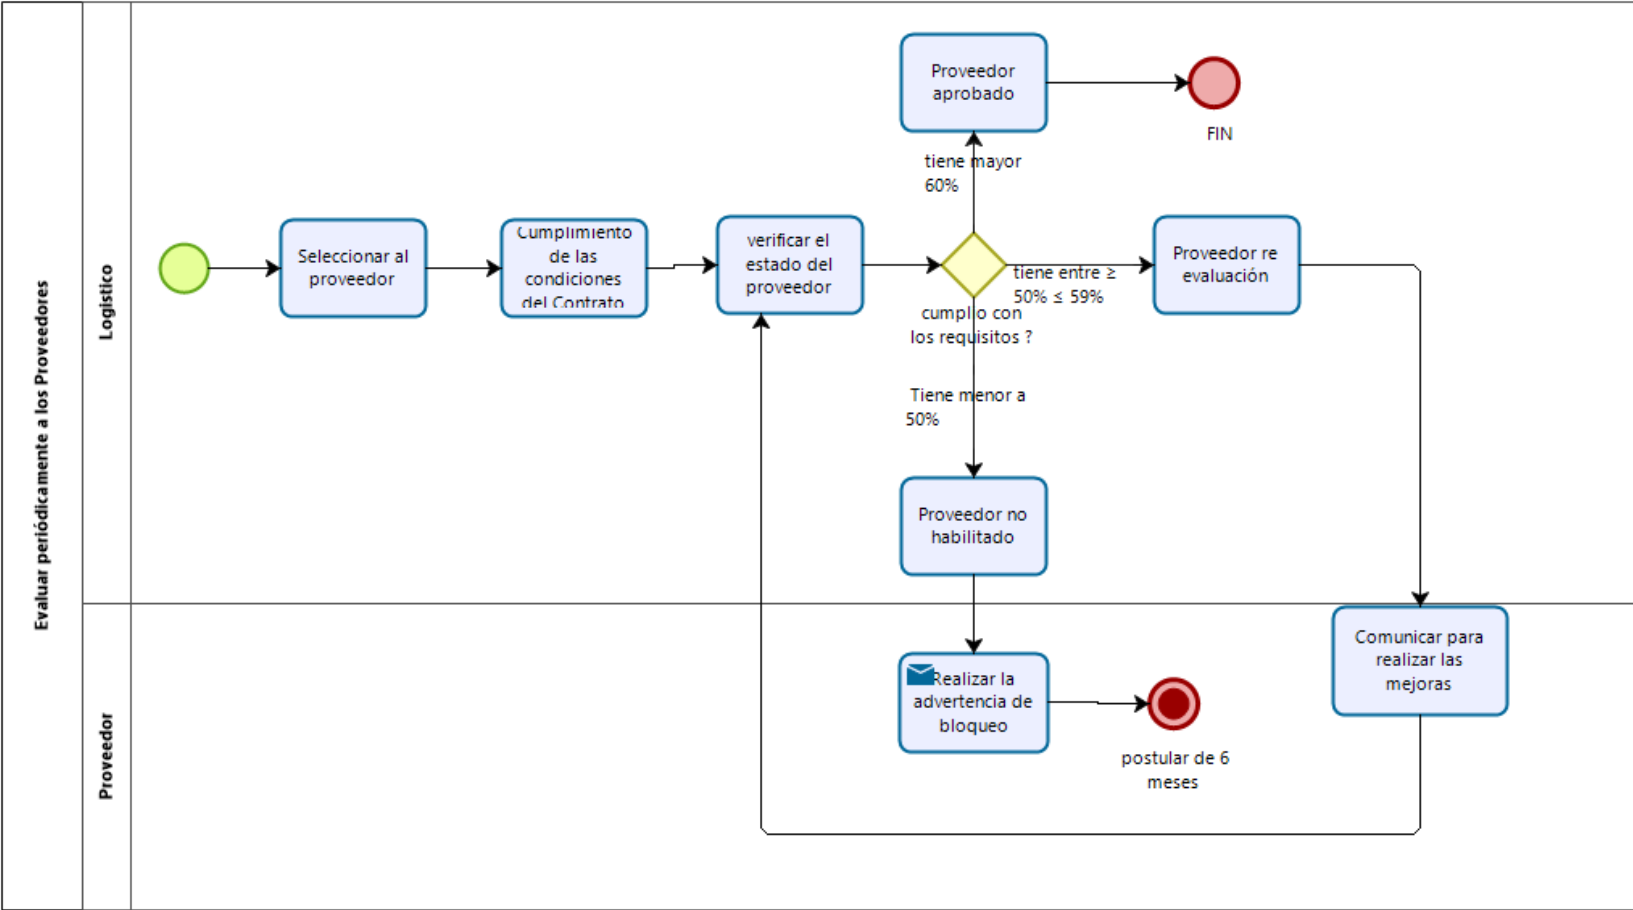 Evaluar periódicamente a los Proveedores
Logístico
Proveedor
Seleccionar al
proveedor
Cumplimiento
de las
condiciones
del Contrato
verificar el
estado del
proveedor
cumplio con
los requisitos ?
tiene mayor
60%
Proveedor
aprobado
FIN
tiene entre ≥
50% ≤ 59%
Proveedor re
evaluación
Tiene menor a
50%
Proveedor no
habilitado
Realizar la
advertencia de
bloqueo
postular de 6
meses
Comunicar para
realizar las
mejoras